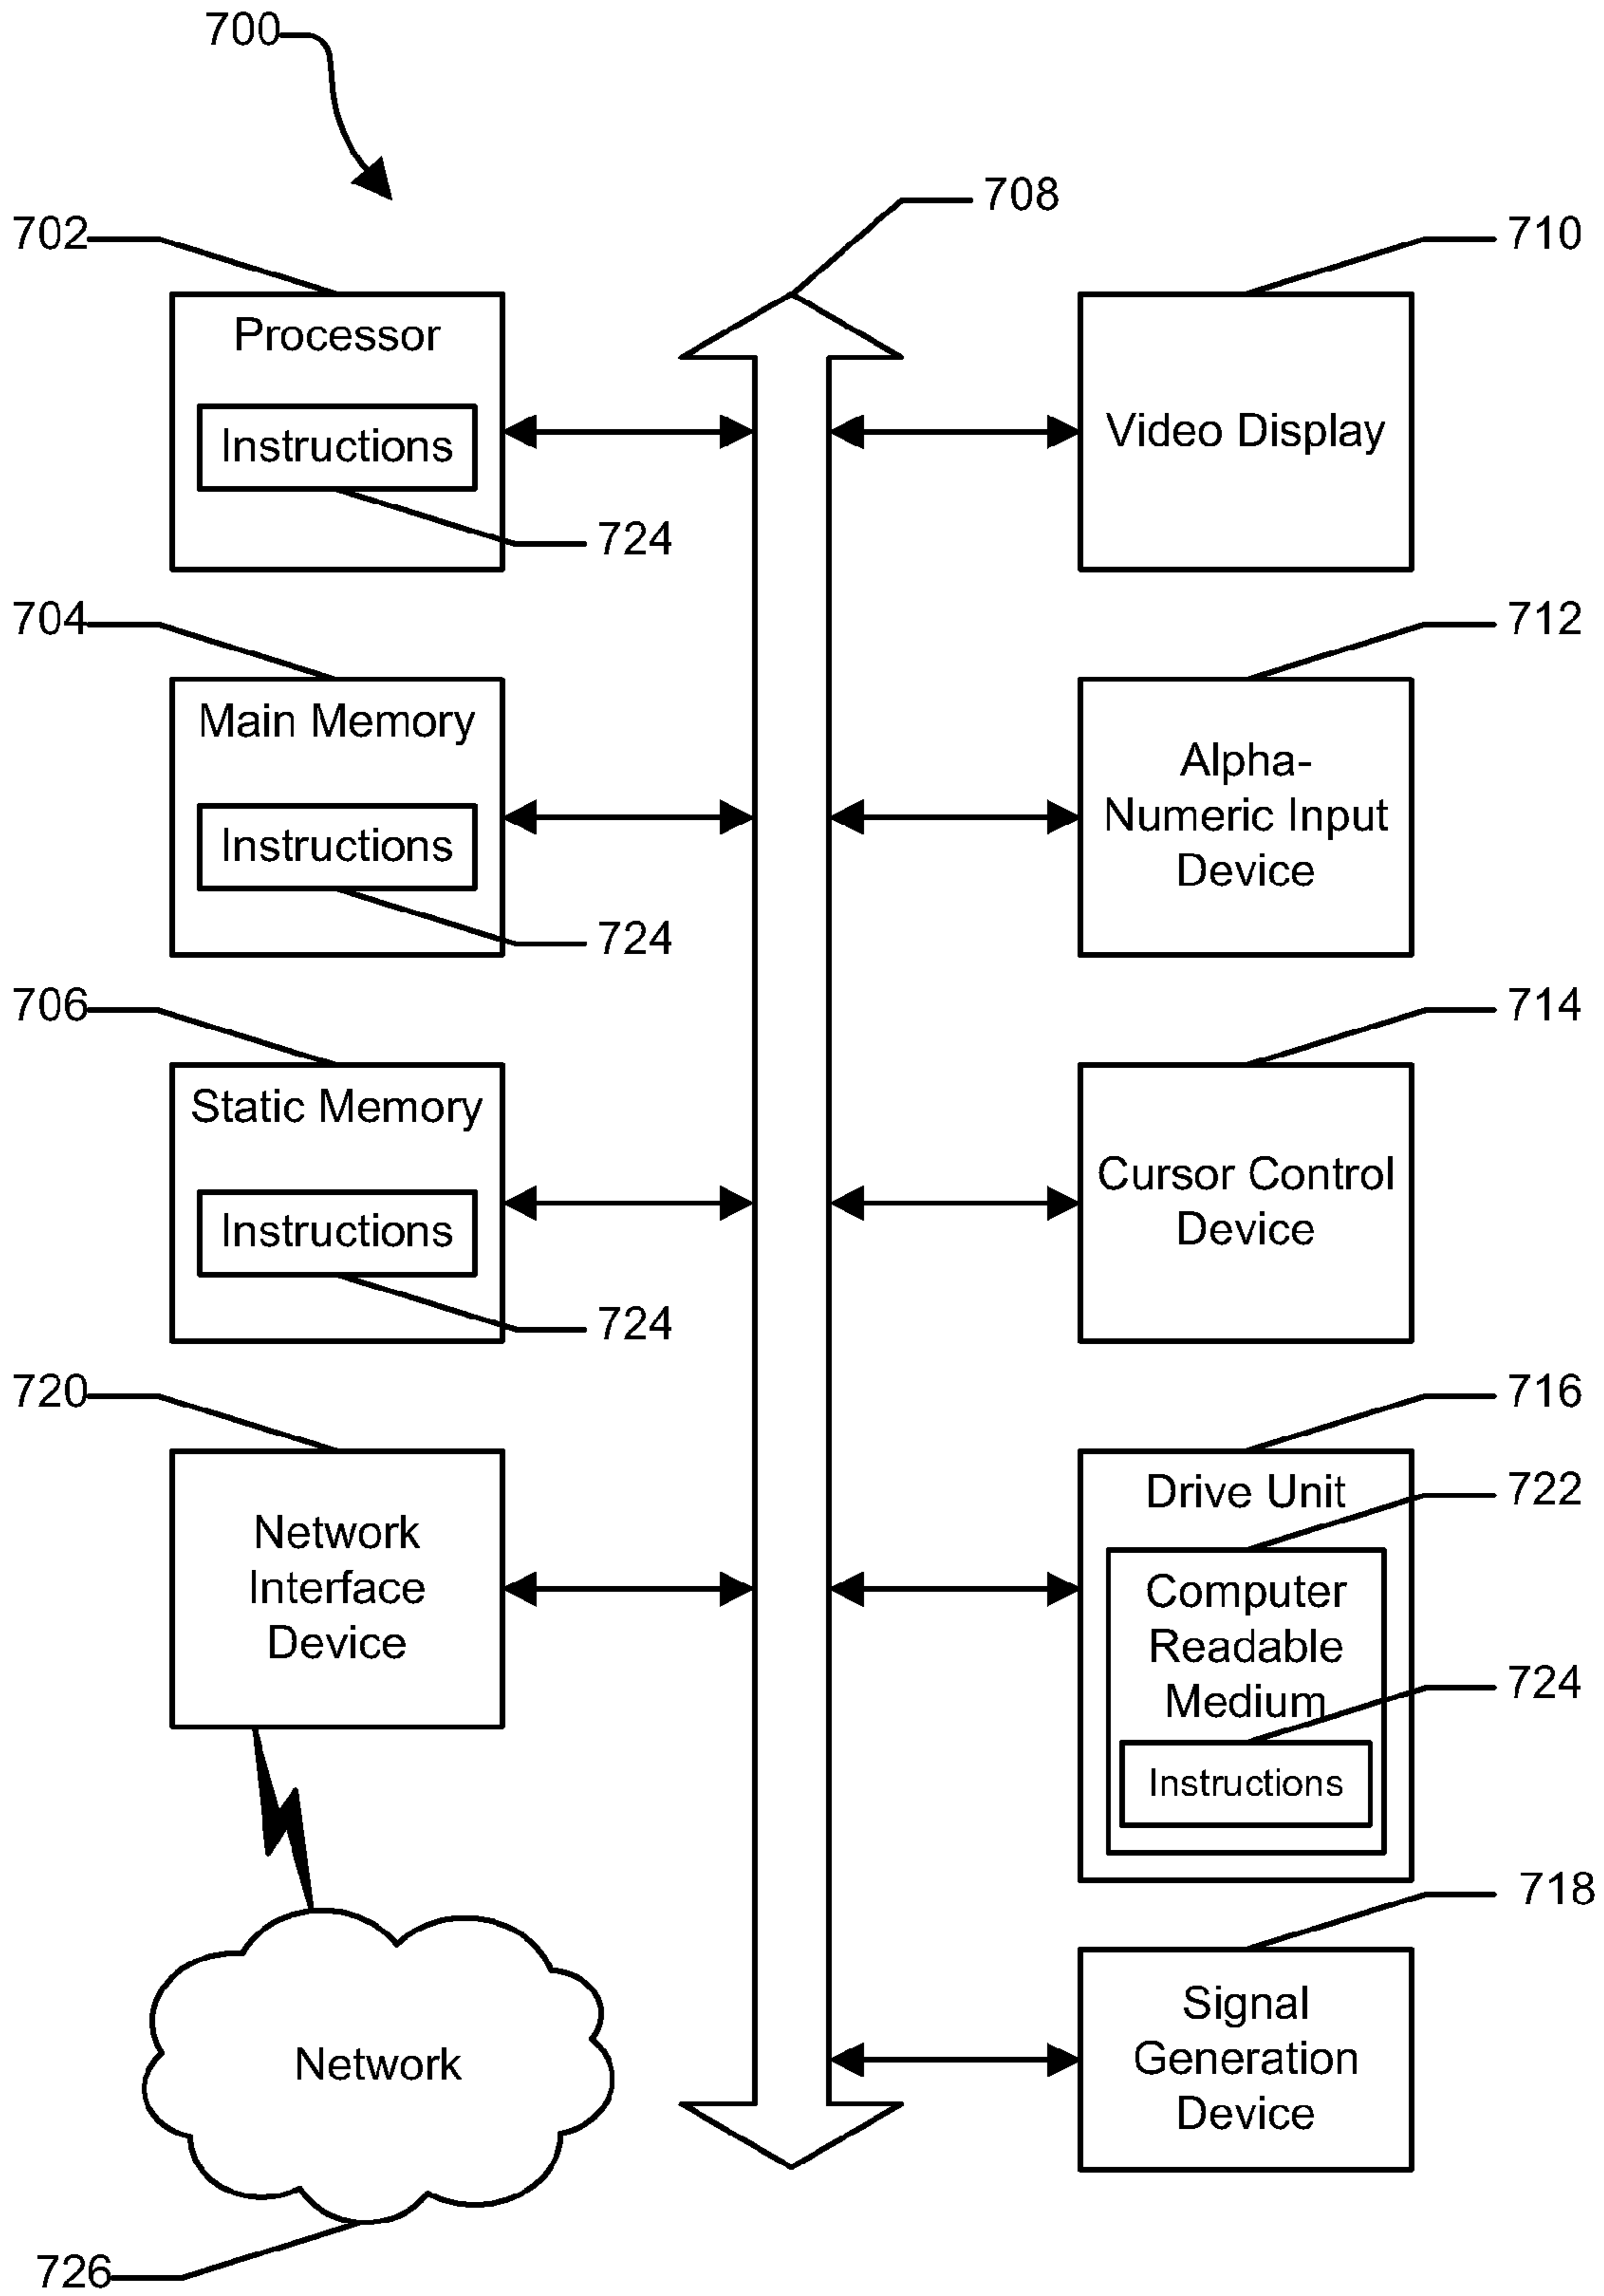 700
708
702
710
Processor
Instructions
724
Video Display
704
712
Main Memory
Instructions
724
Alpha-
Numeric Input
Device
706
714
Static Memory
Instructions
724
Cursor Control
Device
720
716
Network
Interface
Device
Drive Unit
722
Computer
Readable
Medium
724
Instructions
718
Signal
Generation
Device
Network
726